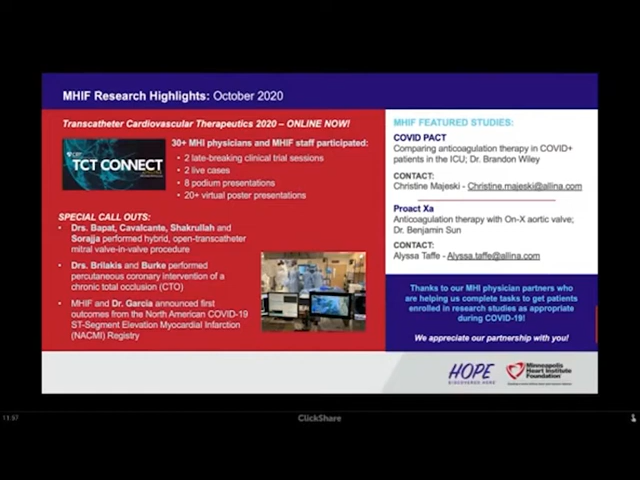 MHIF Research Highlights: October 2020
Transcatheter Cardiovascular Therapeutics 2020 – ONLINE NOW!
TCT CONNECT
30+ MHI physicians and MHIF staff participated:
• 2 late-breaking clinical trial sessions
• 2 live cases
• 8 podium presentations
• 20+ virtual poster presentations
SPECIAL CALL OUTS:
• Drs. Bapat, Cavalcante, Shakrullah and
Sorajja performed hybrid, open-transcatheter
mitral valve-in-valve procedure
• Drs. Brilakis and Burke performed
percutaneous coronary intervention of a
chronic total occlusion (CTO)
• MHIF and Dr. Garcia announced first
outcomes from the North American COVID-19
ST-Segment Elevation Myocardial Infarction
(NACMI) Registry
MHIF FEATURED STUDIES:
COVID PACT
Comparing anticoagulation therapy in COVID+
patients in the ICU; Dr. Brandon Wiley
CONTACT:
Christine Majeski - Christine.majeski@allina.com
Proact Xa
Anticoagulation therapy with On-X aortic valve;
Dr. Benjamin Sun
CONTACT:
Alyssa Taffe - Alyssa.taffe@allina.com
Thanks to our MHI physician partners who
are helping us complete tasks to get patients
enrolled in research studies as appropriate
during COVID-19!
We appreciate our partnership with you!
HOPE
DISCOVERED HERE
Minneapolis
Heart Institute
Foundation
ClickShare